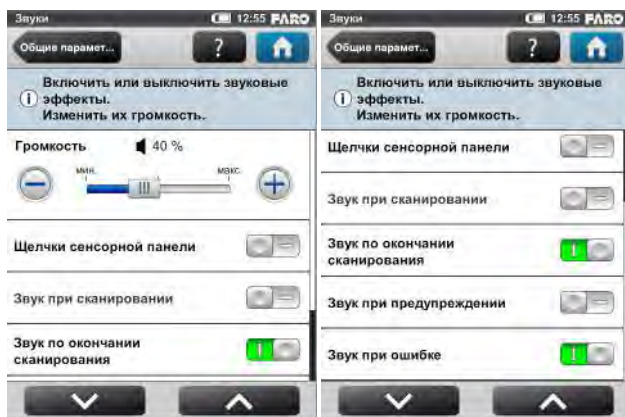 Звуки
12:55 FARO
Общие парамет...
?
Включить или выключить звуковые
эффекты.
Изменить их громкость.
Громкость 40 %
мин. макс.
Щелчки сенсорной панели
Звук при сканировании
Звук по окончании
сканирования
Звуки
12:55 FARO
Общие парамет...
?
Включить или выключить звуковые
эффекты.
Изменить их громкость.
Щелчки сенсорной панели
Звук при сканировании
Звук по окончании
сканирования
Звук при предупреждении
Звук при ошибке